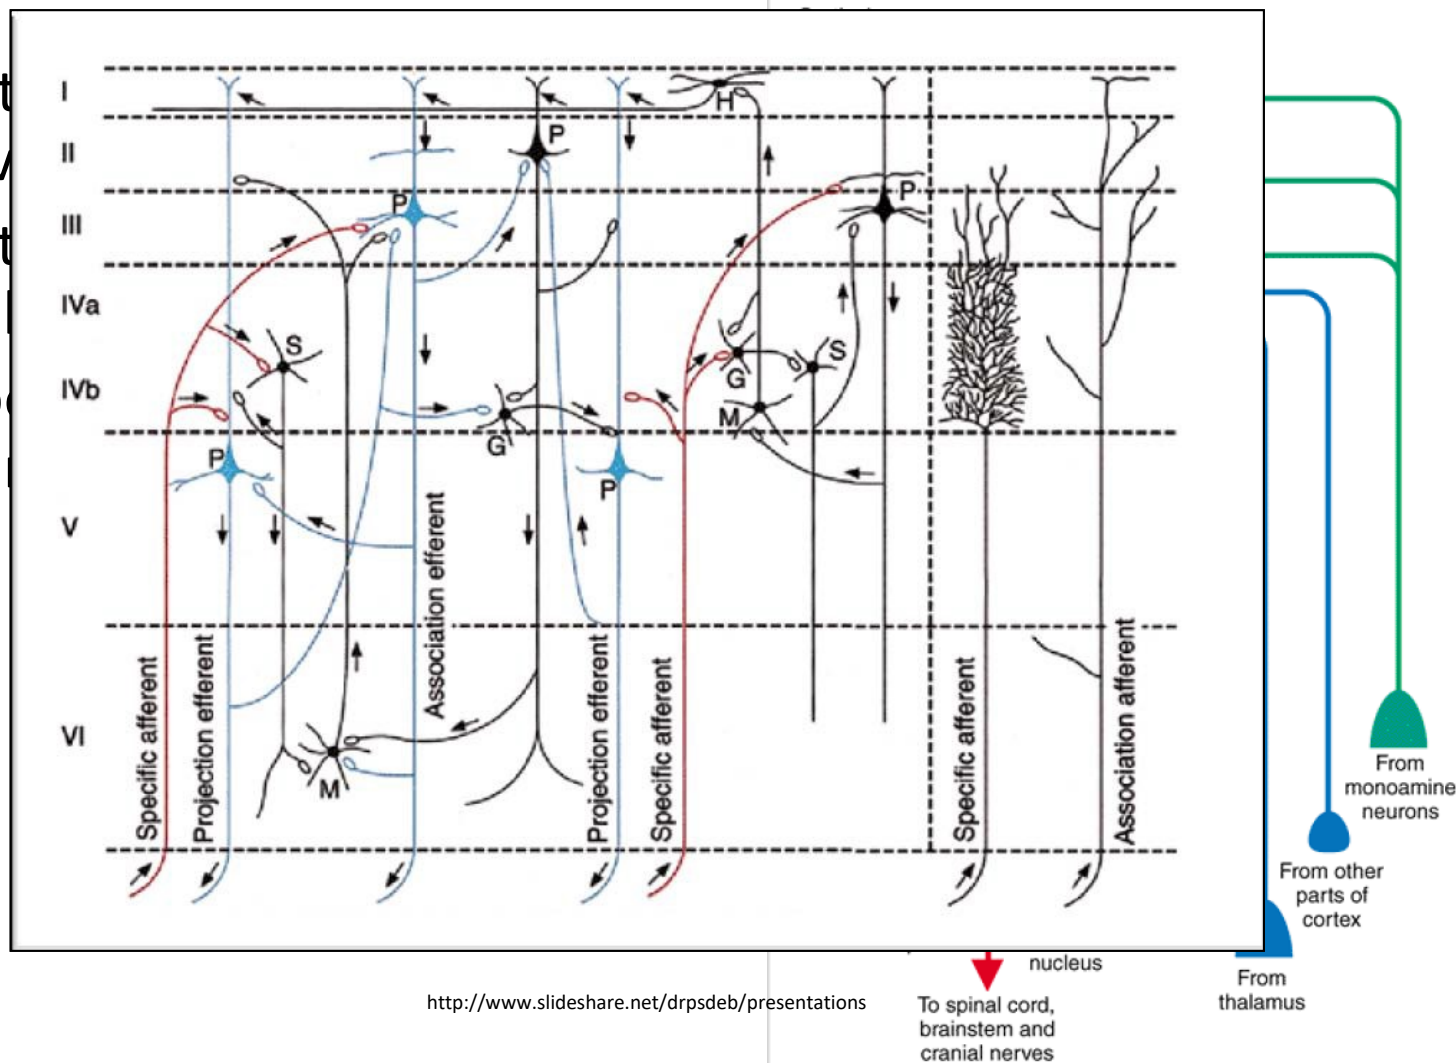 I
H
P
II
P
P
III
IVa
S
S
G
IVb
M
G
P
P
V
Association efferent
VI
M
Specific afferent
Projection efferent
Projection efferent
Specific afferent
Specific afferent
Association afferent
From
monoamine
neurons
From other
parts of
cortex
nucleus
From
thalamus
http://www.slideshare.net/drpsdeb/presentations
To spinal cord,
brainstem and
cranial nerves